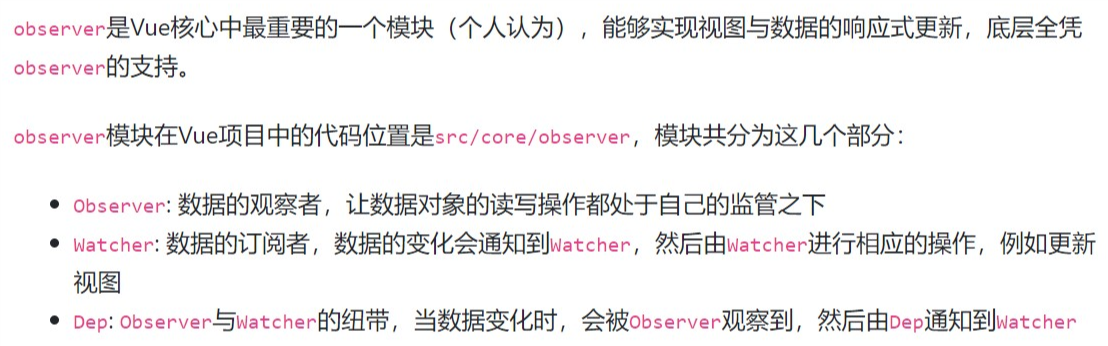 observer是Vue核心中最重要的一个模块（个人认为），能够实现视图与数据的响应式更新，底层全凭
observer的支持。
observer模块在Vue项目中的代码位置是src/core/observer，模块共分为这几个部分：
• Observer: 数据的观察者，让数据对象的读写操作都处于自己的监管之下
• Watcher: 数据的订阅者，数据的变化会通知到Watcher，然后由Watcher进行相应的操作，例如更新
视图
• Dep: Observer与Watcher的纽带，当数据变化时，会被Observer观察到，然后由Dep通知到Watcher